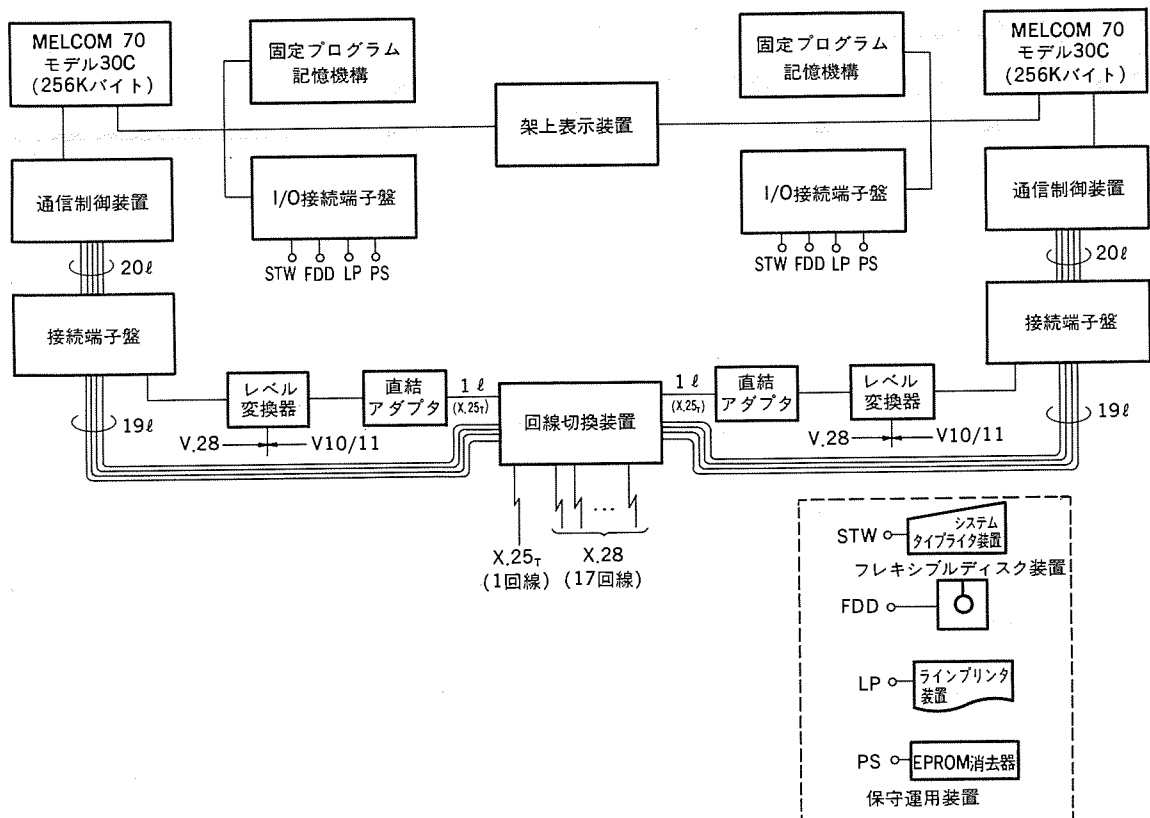 MELCOM 70
モデル30C
(256Kバイト)
固定プログラム
記憶機構
架上表示装置
固定プログラム
記憶機構
MELCOM 70
モデル30C
(256Kバイト)
通信制御装置
I/O接続端子盤
I/O接続端子盤
通信制御装置
STW FDD LP PS
STW FDD LP PS
20ℓ
20ℓ
接続端子盤
接続端子盤
レベル
変換器
直結
アダプタ
1ℓ
(X.25T)
回線切換装置
1ℓ
(X.25T)
直結
アダプタ
レベル
変換器
19ℓ
19ℓ
V.28 V10/11
V.28 V10/11
X.25T
(1回線)
...
X.28
(17回線)
STW
システム
タイプライタ装置
フレキシブルディスク装置
FDD
LP
ラインプリンタ
装置
PS
EPROM消去器
保守運用装置